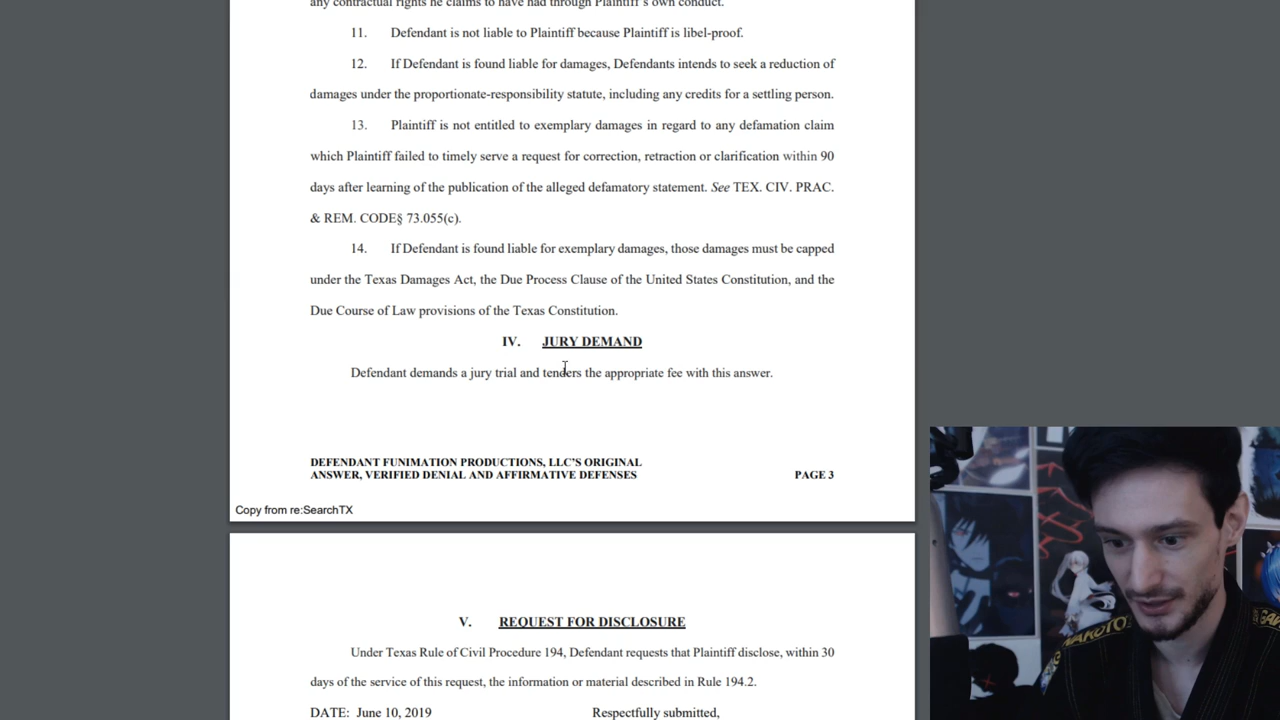 any contractual rights he claims to have had through Plaintiff's own conduct.
11. Defendant is not liable to Plaintiff because Plaintiff is libel-proof.
12. If Defendant is found liable for damages, Defendants intends to seek a reduction of
damages under the proportionate-responsibility statute, including any credits for a settling person.
13. Plaintiff is not entitled to exemplary damages in regard to any defamation claim
which Plaintiff failed to timely serve a request for correction, retraction or clarification within 90
days after learning of the publication of the alleged defamatory statement. See TEX. CIV. PRAC.
& REM. CODE§ 73.055(c).
14. If Defendant is found liable for exemplary damages, those damages must be capped
under the Texas Damages Act, the Due Process Clause of the United States Constitution, and the
Due Course of Law provisions of the Texas Constitution.
IV. JURY DEMAND
Defendant demands a jury trial and tenders the appropriate fee with this answer.
DEFENDANT FUNIMATION PRODUCTIONS, LLC'S ORIGINAL
ANSWER, VERIFIED DENIAL AND AFFIRMATIVE DEFENSES PAGE 3
Copy from re:SearchTX
V. REQUEST FOR DISCLOSURE
Under Texas Rule of Civil Procedure 194, Defendant requests that Plaintiff disclose, within 30
days of the service of this request, the information or material described in Rule 194.2.
DATE: June 10, 2019 Respectfully submitted,
NARUTO